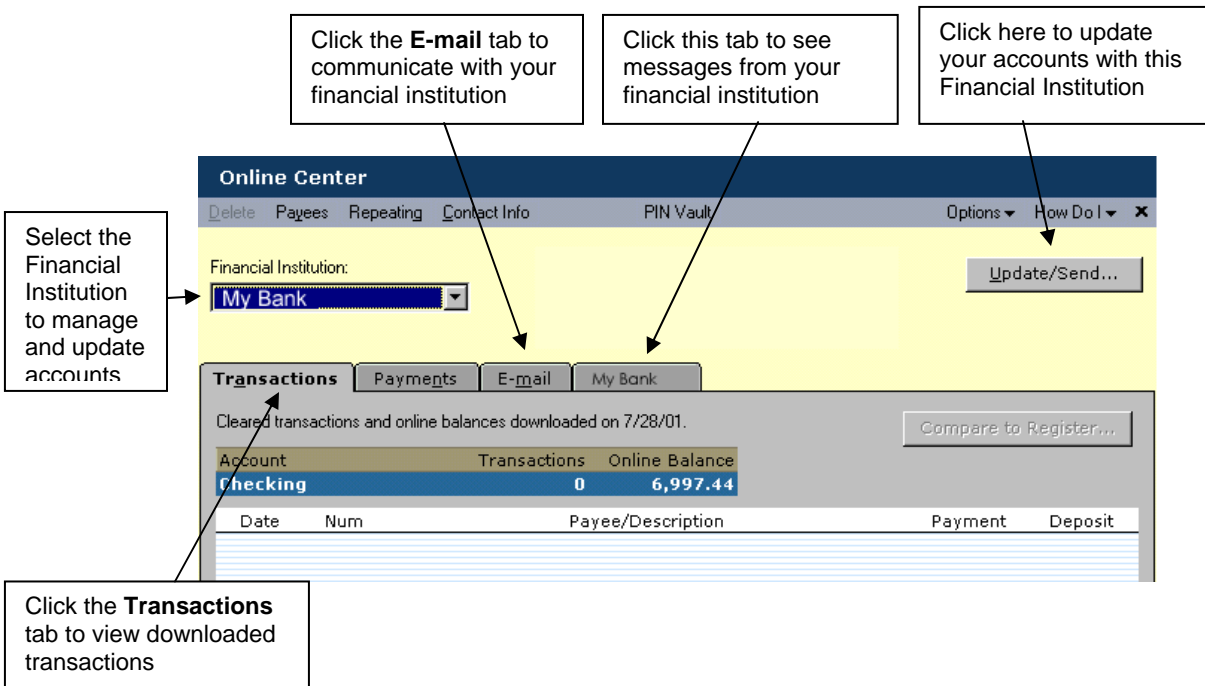 Click the E-mail tab to
communicate with your
financial institution
Click this tab to see
messages from your
financial institution
Click here to update
your accounts with this
Financial Institution
Select the
Financial
Institution
to manage
and update
accounts
Online Center
Delete Payees Repeating Contact Info PIN Vault Options How Do I
Financial Institution:
My Bank
Update/Send...
Transactions Payments E-mail My Bank
Cleared transactions and online balances downloaded on 7/28/01.
Compare to Register...
Account Transactions Online Balance
Checking 0 6,997.44
Date Num Payee/Description Payment Deposit
Click the Transactions
tab to view downloaded
transactions